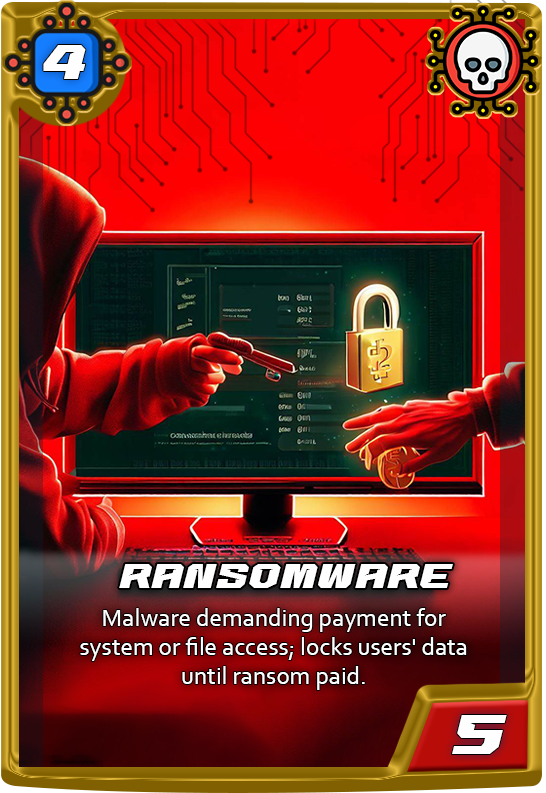 4
RANSOMWARE
Malware demanding payment for
system or file access; locks users' data
until ransom paid.
5